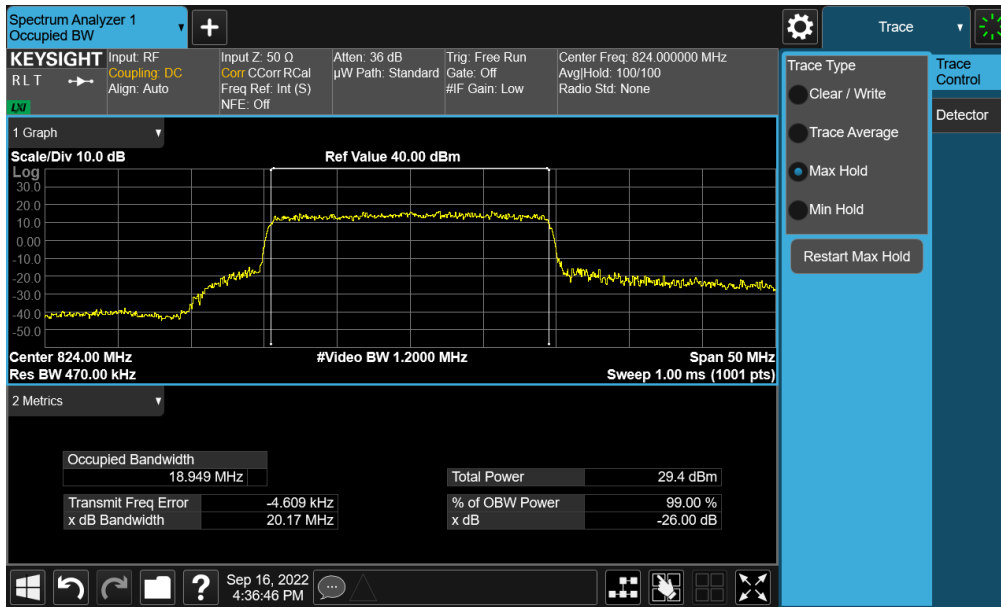 Spectrum Analyzer 1
Occupied BW
Trace
KEYSIGHT
R L T
LXI
Input: RF
Coupling: DC
Align: Auto
Input Z: 50 Ω
Corr CCorr RCal
Freq Ref: Int (S)
NFE: Off
Atten: 36 dB
µW Path: Standard
Trig: Free Run
Gate: Off
#IF Gain: Low
Center Freq: 824.000000 MHz
Avg|Hold: 100/100
Radio Std: None
1 Graph
Scale/Div 10.0 dB
Ref Value 40.00 dBm
Log
30.0
20.0
10.0
0.00
-10.0
-20.0
-30.0
-40.0
-50.0
Center 824.00 MHz
#Video BW 1.2000 MHz
Span 50 MHz
Res BW 470.00 kHz
Sweep 1.00 ms (1001 pts)
2 Metrics
Occupied Bandwidth
18.949 MHz
Total Power 29.4 dBm
Transmit Freq Error -4.609 kHz
% of OBW Power 99.00 %
x dB Bandwidth 20.17 MHz
x dB -26.00 dB
Trace Type
Clear / Write
Trace Average
Max Hold
Min Hold
Restart Max Hold
Trace
Control
Detector
?
Sep 16, 2022
4:36:46 PM